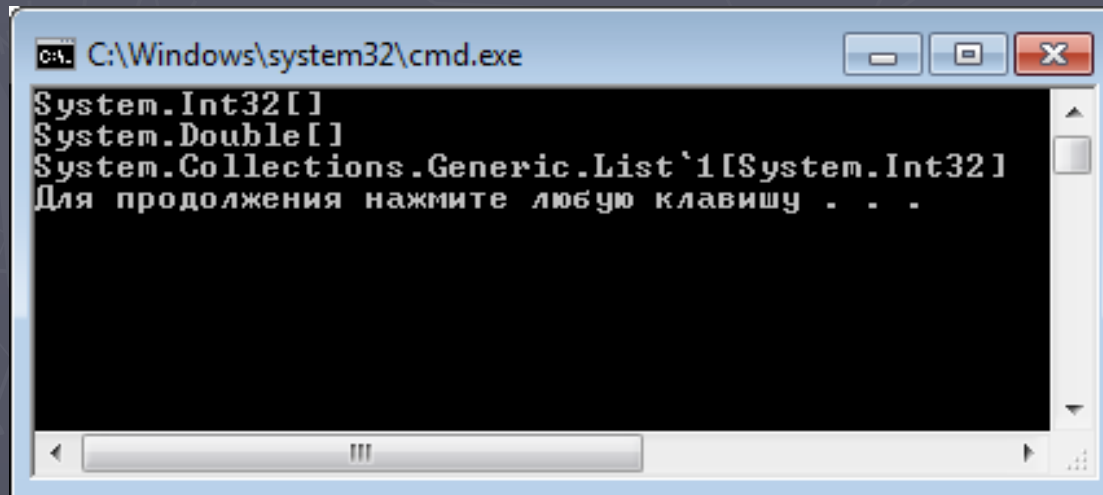 C:\Windows\system32\cmd.exe
System.Int32[]
System.Double[]
System.Collections.Generic.List`1[System.Int32]
Для продолжения нажмите любую клавишу . . .